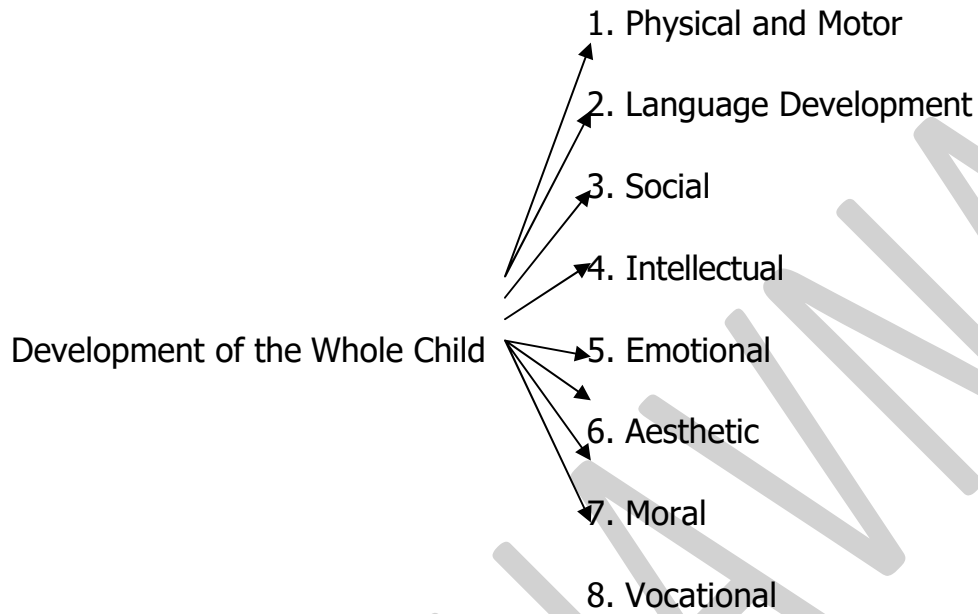 1. Physical and Motor
2. Language Development
3. Social
4. Intellectual
Development of the Whole Child
5. Emotional
6. Aesthetic
7. Moral
8. Vocational